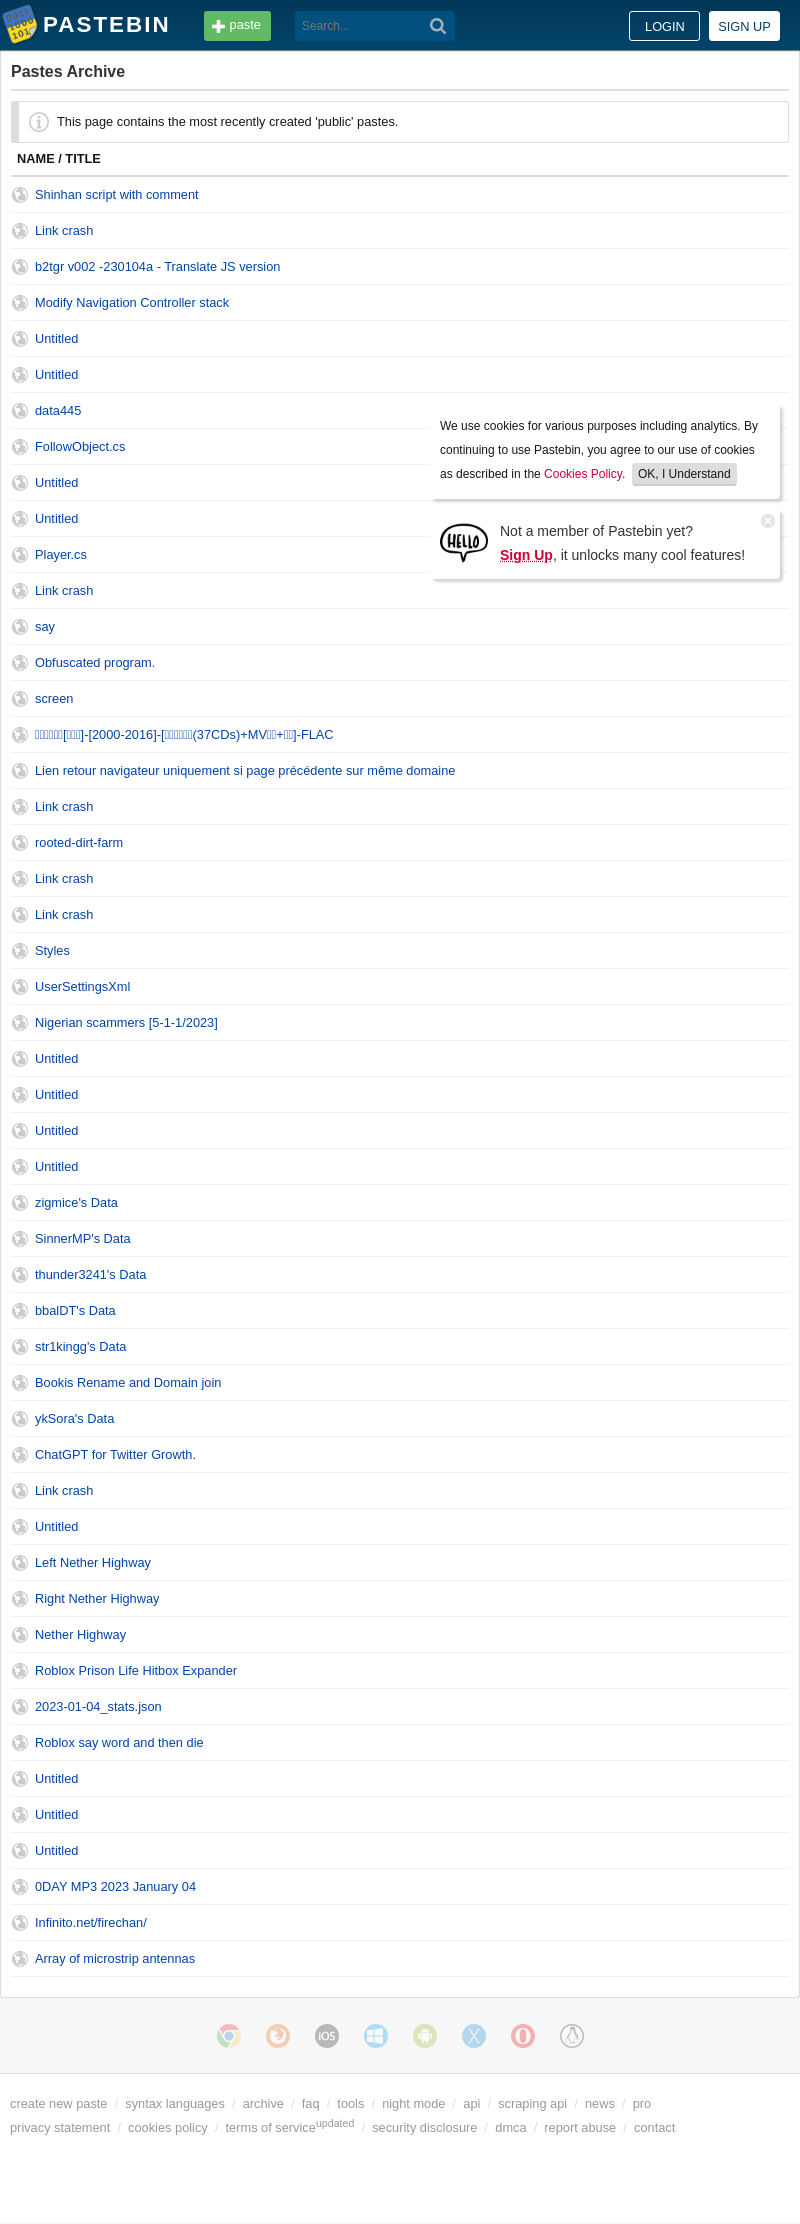 PASTEBIN
paste
Search...
LOGIN
SIGN UP
Pastes Archive
This page contains the most recently created 'public' pastes.
NAME / TITLE
Shinhan script with comment
Link crash
b2tgr v002 -230104a - Translate JS version
Modify Navigation Controller stack
Untitled
Untitled
data445
We use cookies for various purposes including analytics. By
continuing to use Pastebin, you agree to our use of cookies
as described in the Cookies Policy. OK, I Understand
FollowObject.cs
Untitled
Untitled
HELLO
Not a member of Pastebin yet?
Sign Up, it unlocks many cool features!
Player.cs
Link crash
say
Obfuscated program.
screen
[]-[2000-2016]-[(37CDs)+MV+]-FLAC
Lien retour navigateur uniquement si page précédente sur même domaine
Link crash
rooted-dirt-farm
Link crash
Link crash
Styles
UserSettingsXml
Nigerian scammers [5-1-1/2023]
Untitled
Untitled
Untitled
Untitled
zigmice's Data
SinnerMP's Data
thunder3241's Data
bbalDT's Data
str1kingg's Data
Bookis Rename and Domain join
ykSora's Data
ChatGPT for Twitter Growth.
Link crash
Untitled
Left Nether Highway
Right Nether Highway
Nether Highway
Roblox Prison Life Hitbox Expander
2023-01-04_stats.json
Roblox say word and then die
Untitled
Untitled
Untitled
0DAY MP3 2023 January 04
Infinito.net/firechan/
Array of microstrip antennas
iOS
create new paste / syntax languages / archive / faq / tools / night mode / api / scraping api / news / pro
privacy statement / cookies policy / terms of service updated / security disclosure / dmca / report abuse / contact